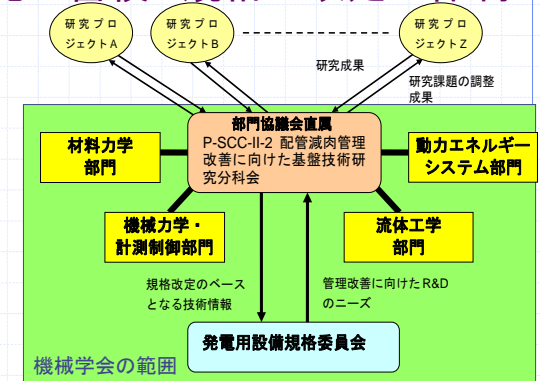 研究プロ
ジェクトA
研究プロ
ジェクトB
研究プロ
ジェクトZ
研究成果
研究課題の調整
成果
部門協議会直属
P-SCC-II-2 配管減肉管理
改善に向けた基盤技術研
究分科会
材料力学
部門
動力エネルギー
システム部門
機械力学・
計測制御部門
流体工学
部門
規格改定のベース
となる技術情報
管理改善に向けたR&D
のニーズ
発電用設備規格委員会
機械学会の範囲